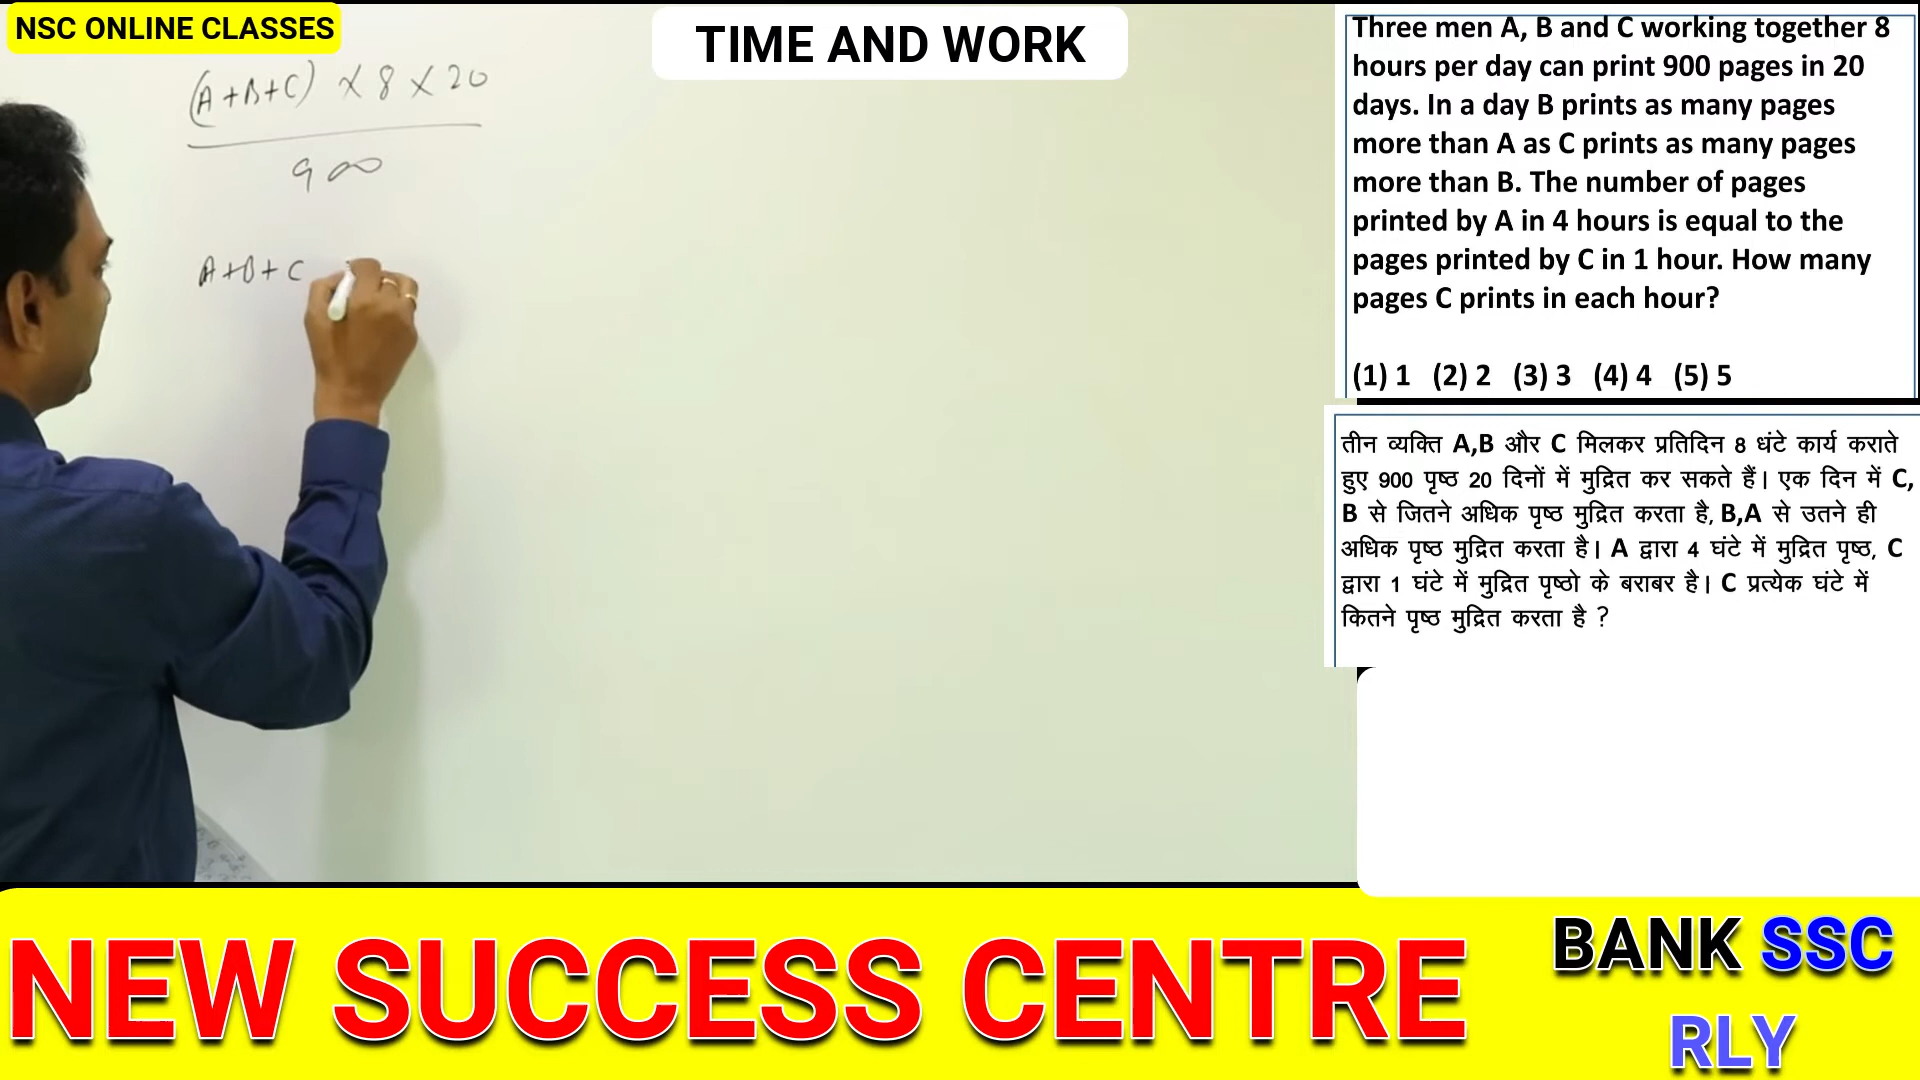 NSC ONLINE CLASSES
TIME AND WORK
(A+B+C) × 8 × 20
900
A+B+C
Three men A, B and C working together 8
hours per day can print 900 pages in 20
days. In a day B prints as many pages
more than A as C prints as many pages
more than B. The number of pages
printed by A in 4 hours is equal to the
pages printed by C in 1 hour. How many
pages C prints in each hour?
(1) 1 (2) 2 (3) 3 (4) 4 (5) 5
तीन व्यक्ति A,B और C मिलकर प्रतिदिन 8 धंटे कार्य कराते
हुए 900 पृष्ठ 20 दिनों में मुद्रित कर सकते हैं। एक दिन में C,
B से जितने अधिक पृष्ठ मुद्रित करता है, B,A से उतने ही
अधिक पृष्ठ मुद्रित करता है। A द्वारा 4 घंटे में मुद्रित पृष्ठ, C
द्वारा 1 घंटे में मुद्रित पृष्ठो के बराबर है। C प्रत्येक घंटे में
कितने पृष्ठ मुद्रित करता है ?
NEW SUCCESS CENTRE
BANK SSC
RLY